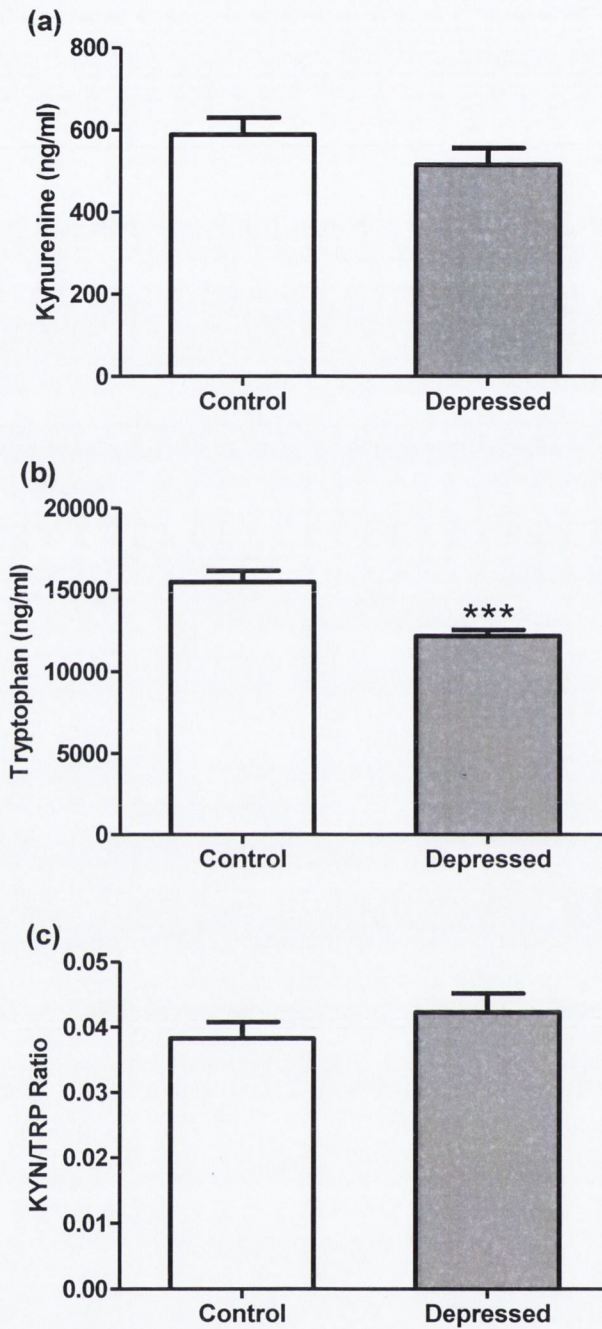 (a)
800
600
400
200
0
Kynurenine (ng/ml)
Control Depressed
(b)
20000
15000
10000
5000
0
Tryptophan (ng/ml)
***
Control Depressed
(c)
0.05
0.04
0.03
0.02
0.01
0.00
KYN/TRP Ratio
Control Depressed